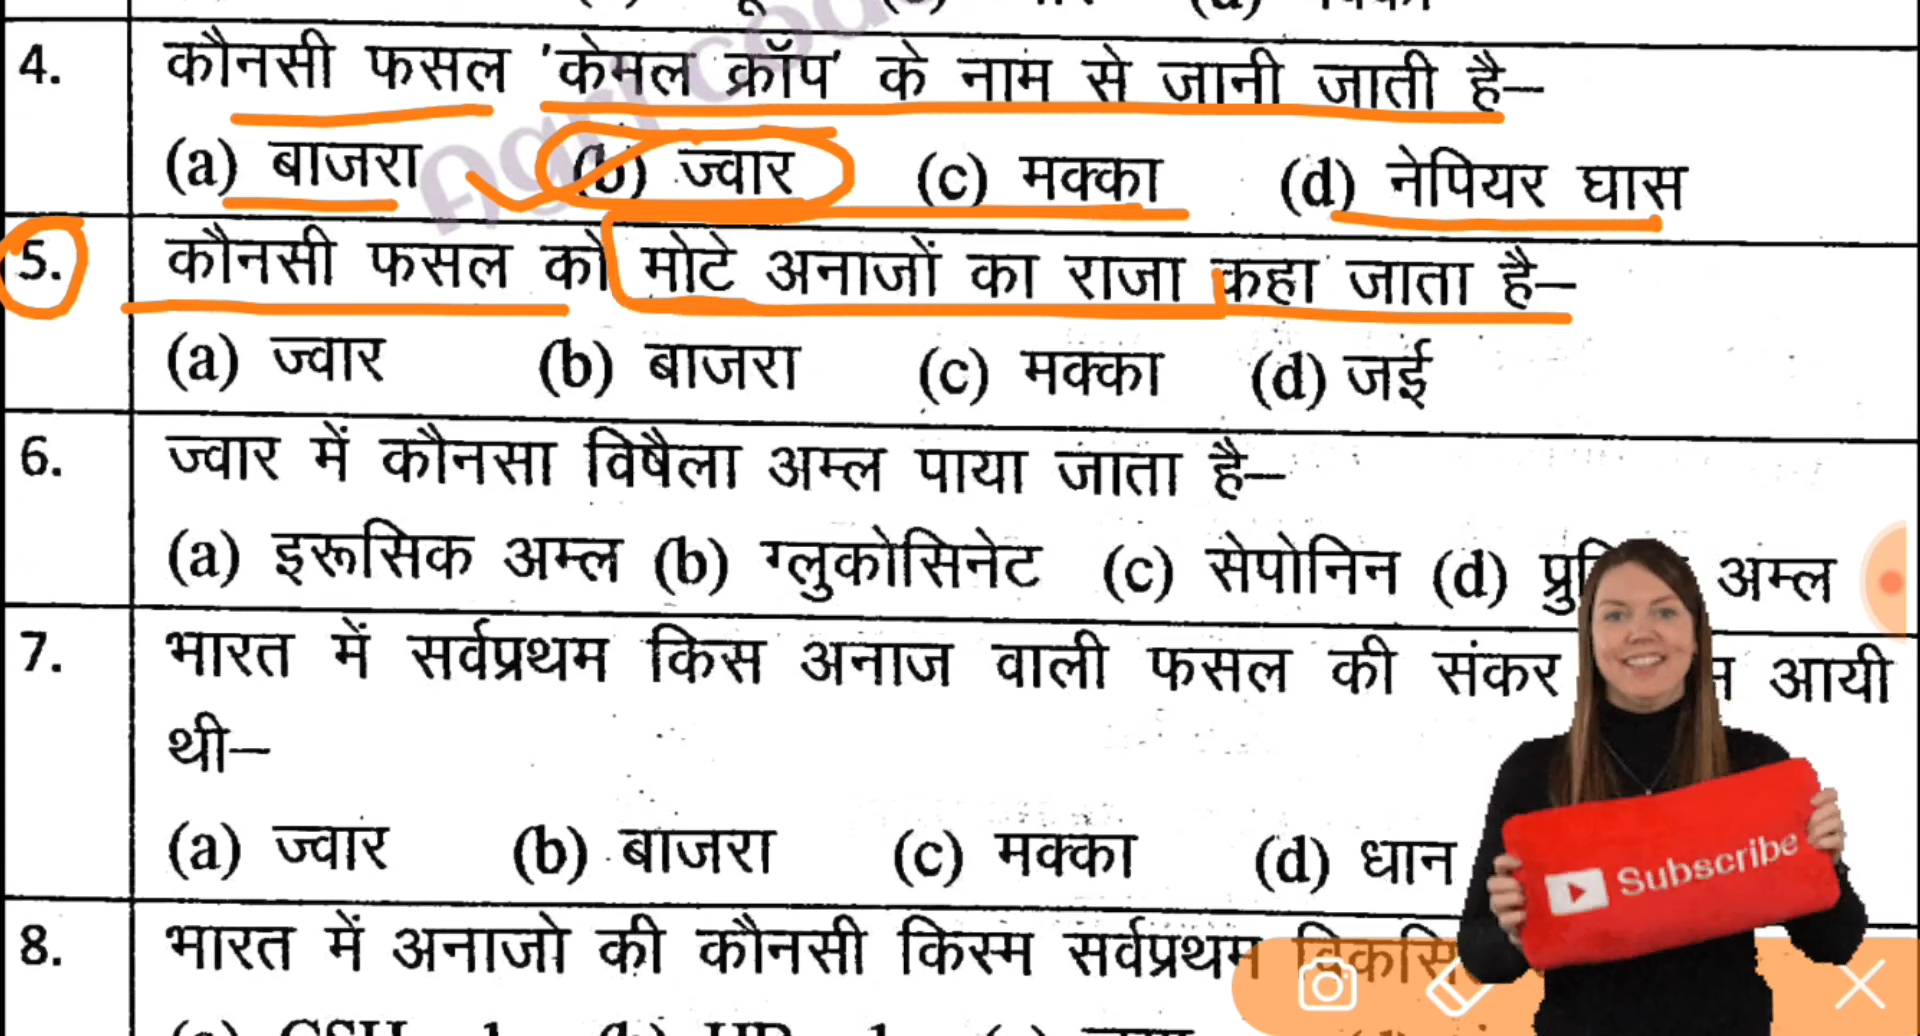 4. कौनसी फसल 'केमल क्रॉप' के नाम से जानी जाती है–
(a) बाजरा (b) ज्वार (c) मक्का (d) नेपियर घास
5. कौनसी फसल को मोटे अनाजों का राजा कहा जाता है–
(a) ज्वार (b) बाजरा (c) मक्का (d) जई
6. ज्वार में कौनसा विषैला अम्ल पाया जाता है–
(a) इरूसिक अम्ल (b) ग्लुकोसिनेट (c) सेपोनिन (d) अम्ल
7. भारत में सर्वप्रथम किस अनाज वाली फसल की संकर आयी
थी–
(a) ज्वार (b) बाजरा (c) मक्का (d) धान
Subscribe
8. भारत में अनाजो की कौनसी किस्म सर्वप्रथम